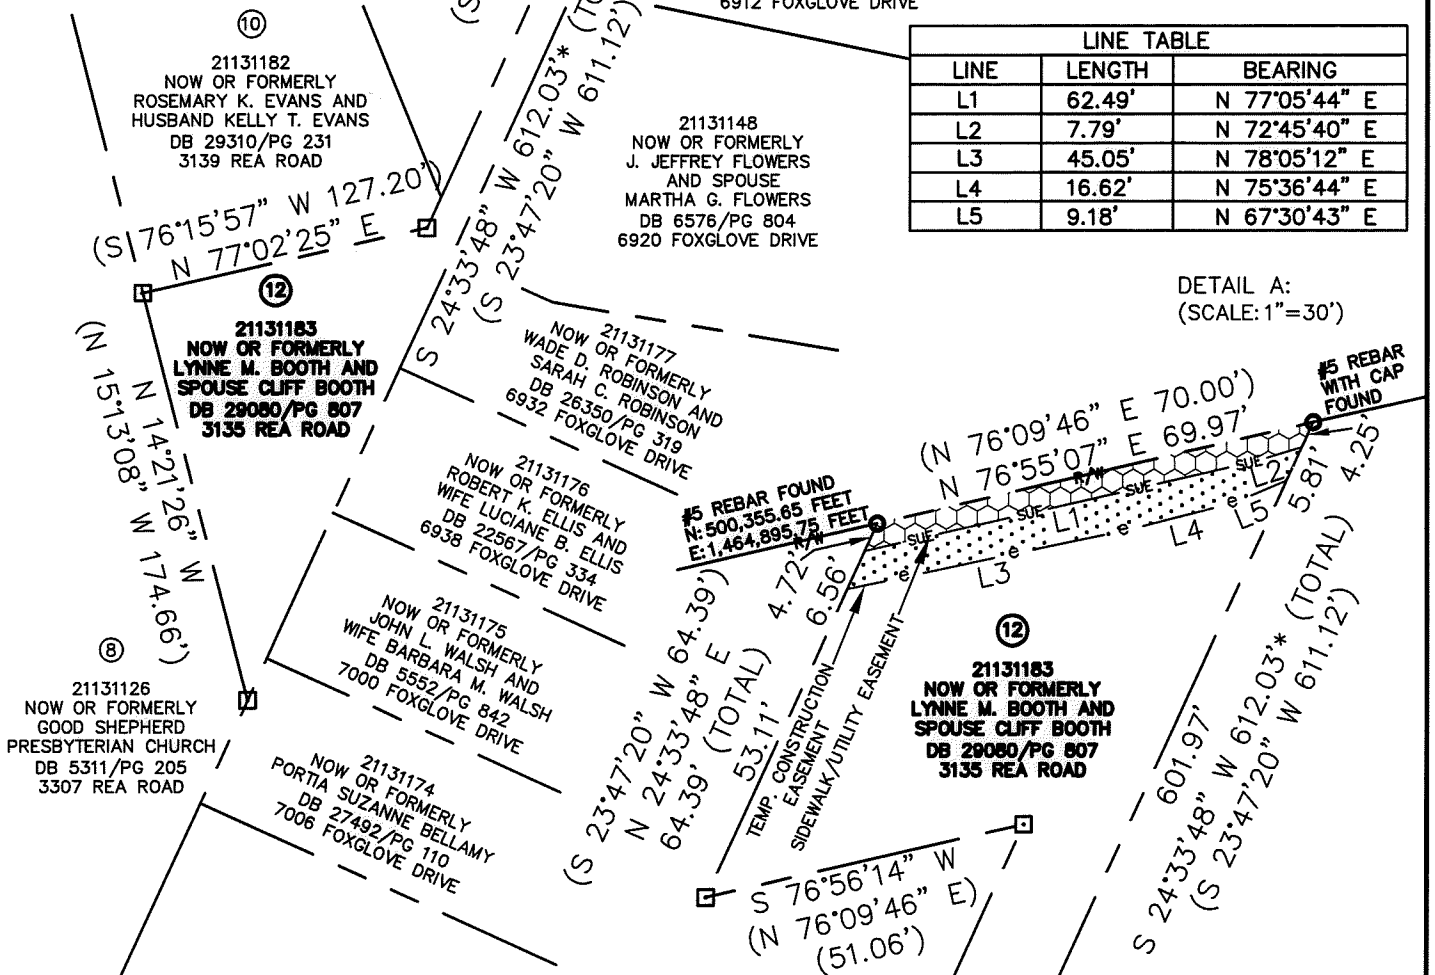 6912 FOXGLOVE DRIVE
LINE TABLE
LINE LENGTH BEARING
L1 62.49' N 77°05'44" E
L2 7.79' N 72°45'40" E
L3 45.05' N 78°05'12" E
L4 16.62' N 75°36'44" E
L5 9.18' N 67°30'43" E
10
21131182
NOW OR FORMERLY
ROSEMARY K. EVANS AND
HUSBAND KELLY T. EVANS
DB 29310/PG 231
3139 REA ROAD
(S 76°15'57" W 127.20')
N 77°02'25" E
S 24°33'48" W 612.03'*
(S 23°47'20" W 611.12')
21131148
NOW OR FORMERLY
J. JEFFREY FLOWERS
AND SPOUSE
MARTHA G. FLOWERS
DB 6576/PG 804
6920 FOXGLOVE DRIVE
12
21131183
NOW OR FORMERLY
LYNNE M. BOOTH AND
SPOUSE CLIFF BOOTH
DB 29080/PG 807
3135 REA ROAD
N 14°21'26" W
(N 15°13'08" W 174.66')
21131177
NOW OR FORMERLY
WADE D. ROBINSON AND
SARAH C. ROBINSON
DB 26350/PG 319
6932 FOXGLOVE DRIVE
21131176
NOW OR FORMERLY
ROBERT K. ELLIS AND
WIFE LUCIANE B. ELLIS
DB 22567/PG 334
6938 FOXGLOVE DRIVE
21131175
NOW OR FORMERLY
JOHN L. WALSH AND
WIFE BARBARA M. WALSH
DB 5552/PG 842
7000 FOXGLOVE DRIVE
21131174
NOW OR FORMERLY
PORTIA SUZANNE BELLAMY
DB 27492/PG 110
7006 FOXGLOVE DRIVE
8
21131126
NOW OR FORMERLY
GOOD SHEPHERD
PRESBYTERIAN CHURCH
DB 5311/PG 205
3307 REA ROAD
DETAIL A:
(SCALE: 1"=30')
#5 REBAR
WITH CAP
FOUND
(N 76°09'46" E 70.00')
N 76°55'07" E 69.97'
#5 REBAR FOUND
N: 500,355.65 FEET
E: 1,464,895.75 FEET
R/W
R/W
SUE
SUE
SUE
SUE
L1
L2
L3
L4
L5
e
e
e
e
e
4.25'
5.81'
4.72'
6.56'
53.11'
(S 23°47'20" W 64.39')
N 24°33'48" E
64.39' (TOTAL)
TEMP. CONSTRUCTION
EASEMENT
SIDEWALK/UTILITY EASEMENT
12
21131183
NOW OR FORMERLY
LYNNE M. BOOTH AND
SPOUSE CLIFF BOOTH
DB 29080/PG 807
3135 REA ROAD
601.97'
S 24°33'48" W 612.03'* (TOTAL)
(S 23°47'20" W 611.12')
S 76°56'14" W
(N 76°09'46" E)
(51.06')